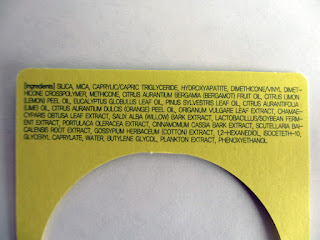 [Ingredients] SILICA, MICA, CAPRYLIC/CAPRIC TRIGLYCERIDE, HYDROXYAPATITE, DIMETHICONE/VINYL DIMET-
HICONE CROSSPOLYMER, METHICONE, CITRUS AURANTIUM BERGAMIA (BERGAMOT) FRUIT OIL, CITRUS LIMON
(LEMON) PEEL OIL, EUCALYPTUS GLOBULUS LEAF OIL, PINUS SYLVESTRIS LEAF OIL, CITRUS AURANTIFOLIA
(LIME) OIL, CITRUS AURANTIUM DULCIS (ORANGE) PEEL OIL, ORIGANUM VULGARE LEAF EXTRACT, CHAMAE-
CYPARIS OBTUSA LEAF EXTRACT, SALIX ALBA (WILLOW) BARK EXTRACT, LACTOBACILLUS/SOYBEAN FERM-
ENT EXTRACT, PORTULACA OLERACEA EXTRACT, CINNAMOMUM CASSIA BARK EXTRACT, SCUTELLARIA BAI-
CALENSIS ROOT EXTRACT, GOSSYPIUM HERBACEUM (COTTON) EXTRACT, 1,2-HEXANEDIOL, ISOCETETH-10,
GLYCERYL CAPRYLATE, WATER, BUTYLENE GLYCOL, PLANKTON EXTRACT, PHENOXYETHANOL